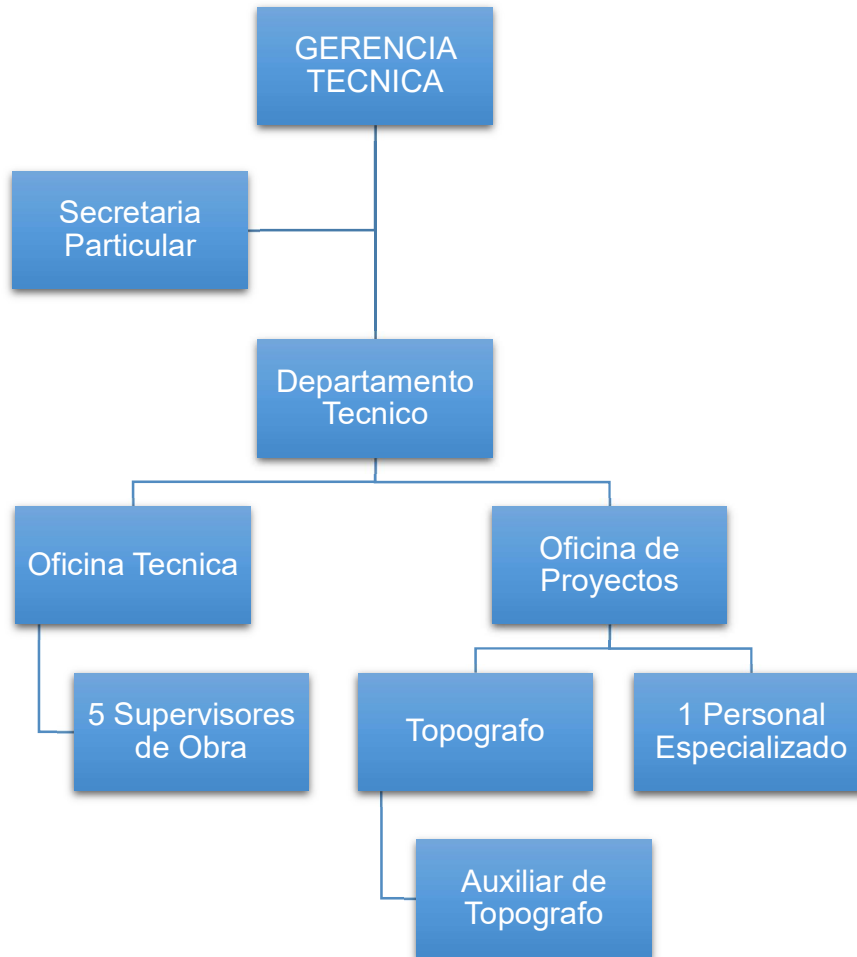 GERENCIA
TECNICA
Secretaria
Particular
Departamento
Tecnico
Oficina Tecnica
Oficina de
Proyectos
5 Supervisores
de Obra
Topografo
1 Personal
Especializado
Auxiliar de
Topografo